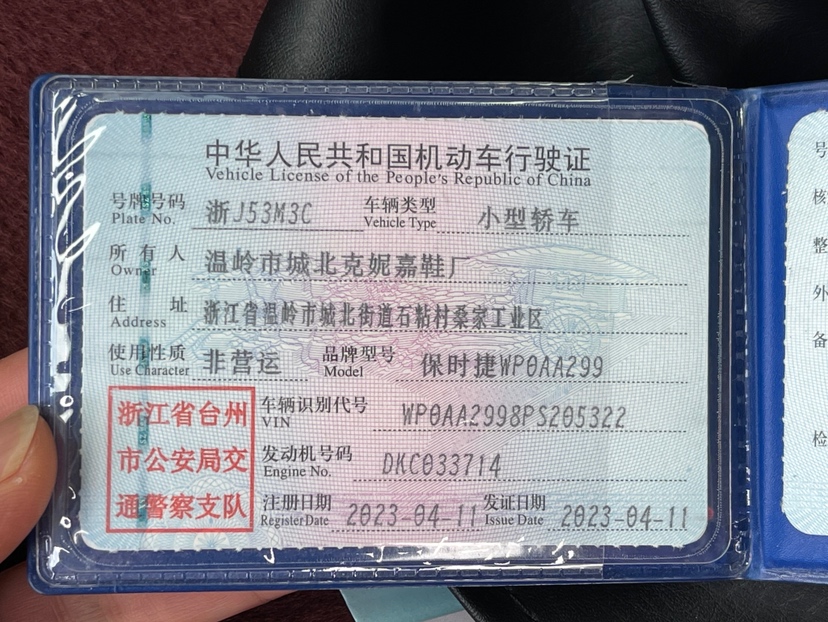 中华人民共和国机动车行驶证
Vehicle License of the People's Republic of China
号牌号码 浙J53M3C 车辆类型 小型轿车
Plate No. Vehicle Type
所有人 温岭市城北克妮嘉鞋厂
Owner
住址 浙江省温岭市城北街道石粘村桑家工业区
Address
使用性质 非营运 品牌型号 保时捷WP0AA299
Use Character Model
浙江省台州
市公安局交
通警察支队
车辆识别代号 WP0AA2998PS205322
VIN
发动机号码 DKC033714
Engine No.
注册日期 2023-04-11 发证日期 2023-04-11
Register Date Issue Date
号
核
整
外
备
检